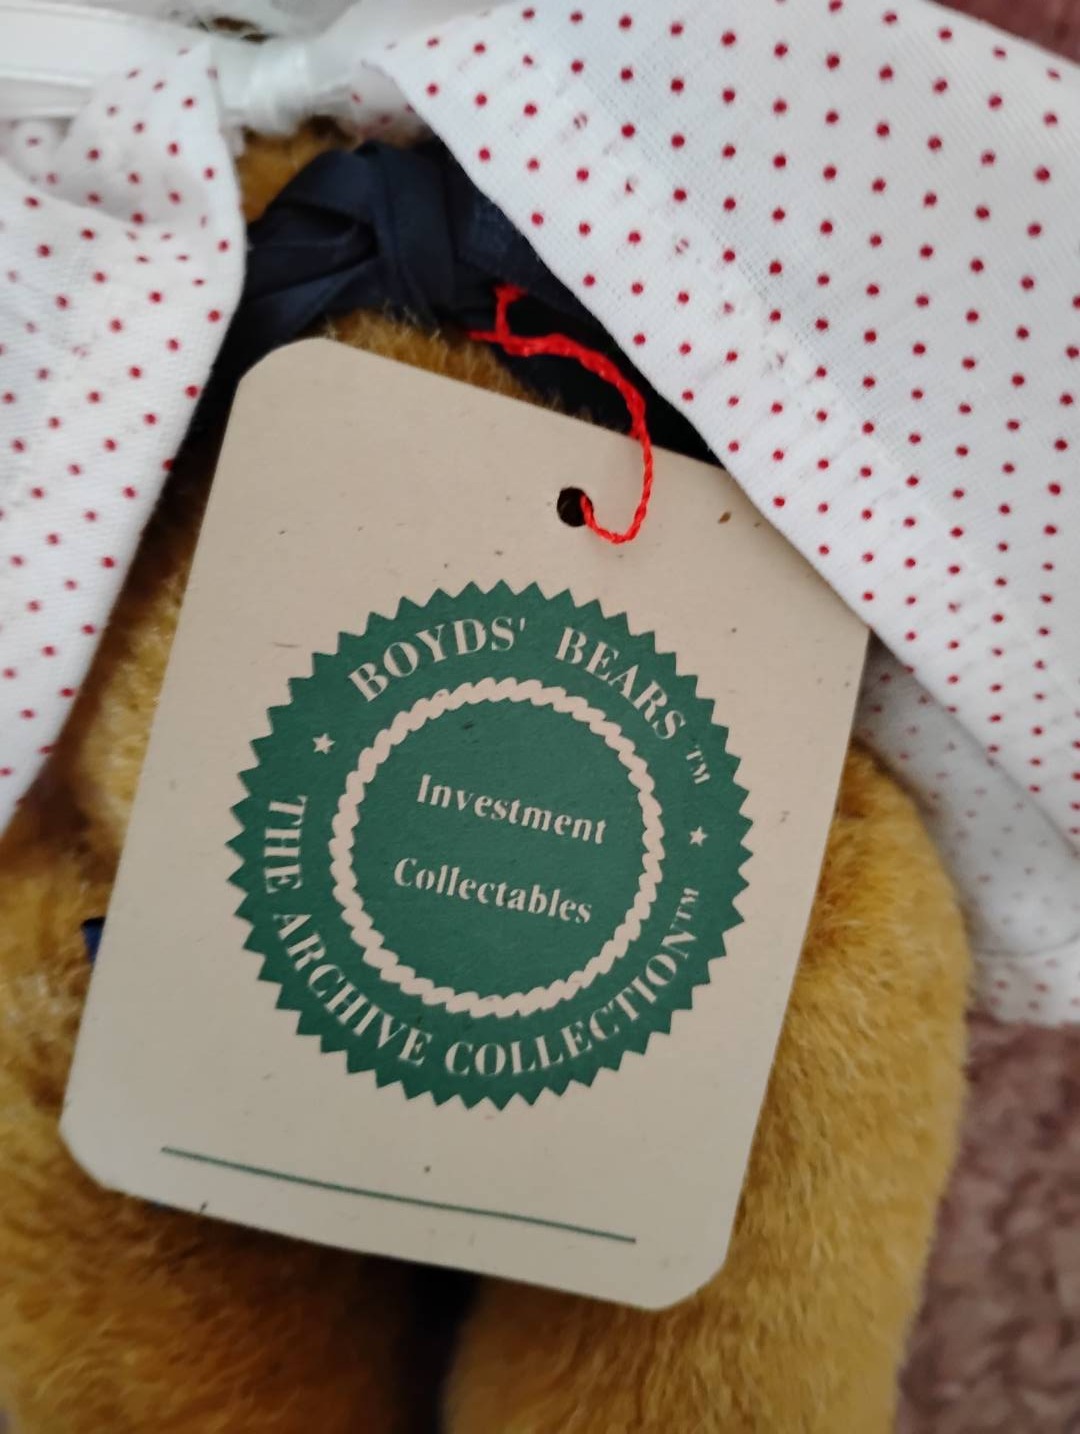 BOYDS' BEARS™
Investment
Collectables
THE ARCHIVE COLLECTION™